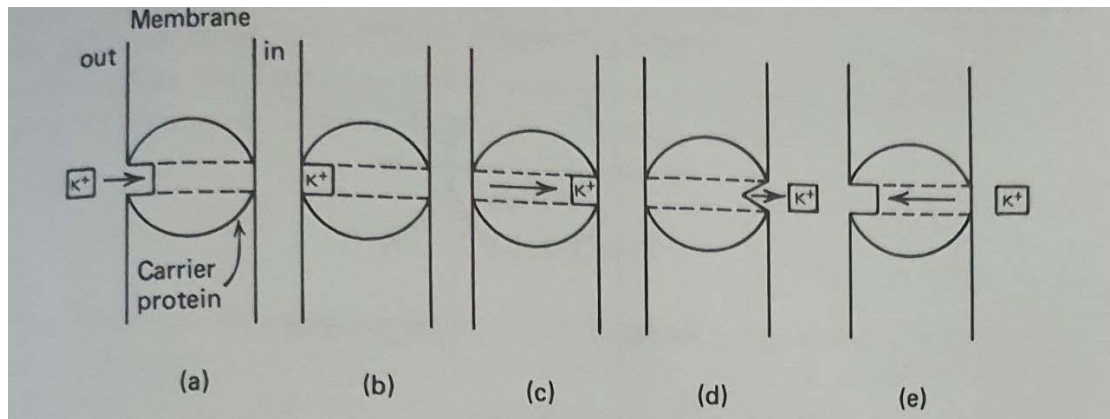 Membrane
out
in
K+
K+
K+
K+
K+
Carrier
protein
(a)
(b)
(c)
(d)
(e)